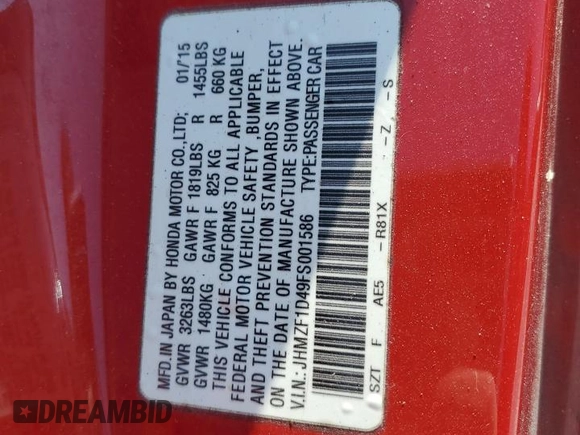 MFD.IN JAPAN BY HONDA MOTOR CO.,LTD; 01/15
GVWR 3263LBS GAWR F 1819LBS R 1455LBS
GVWR 1480KG GAWR F 825 KG R 660 KG
THIS VEHICLE CONFORMS TO ALL APPLICABLE
FEDERAL MOTOR VEHICLE SAFETY ,BUMPER,
AND THEFT PREVENTION STANDARDS IN EFFECT
ON THE DATE OF MANUFACTURE SHOWN ABOVE.
V.I.N.: JHMZF1D49FS001586 TYPE:PASSENGER CAR
SZT F AE5 -R81X -Z -S
DREAMBID